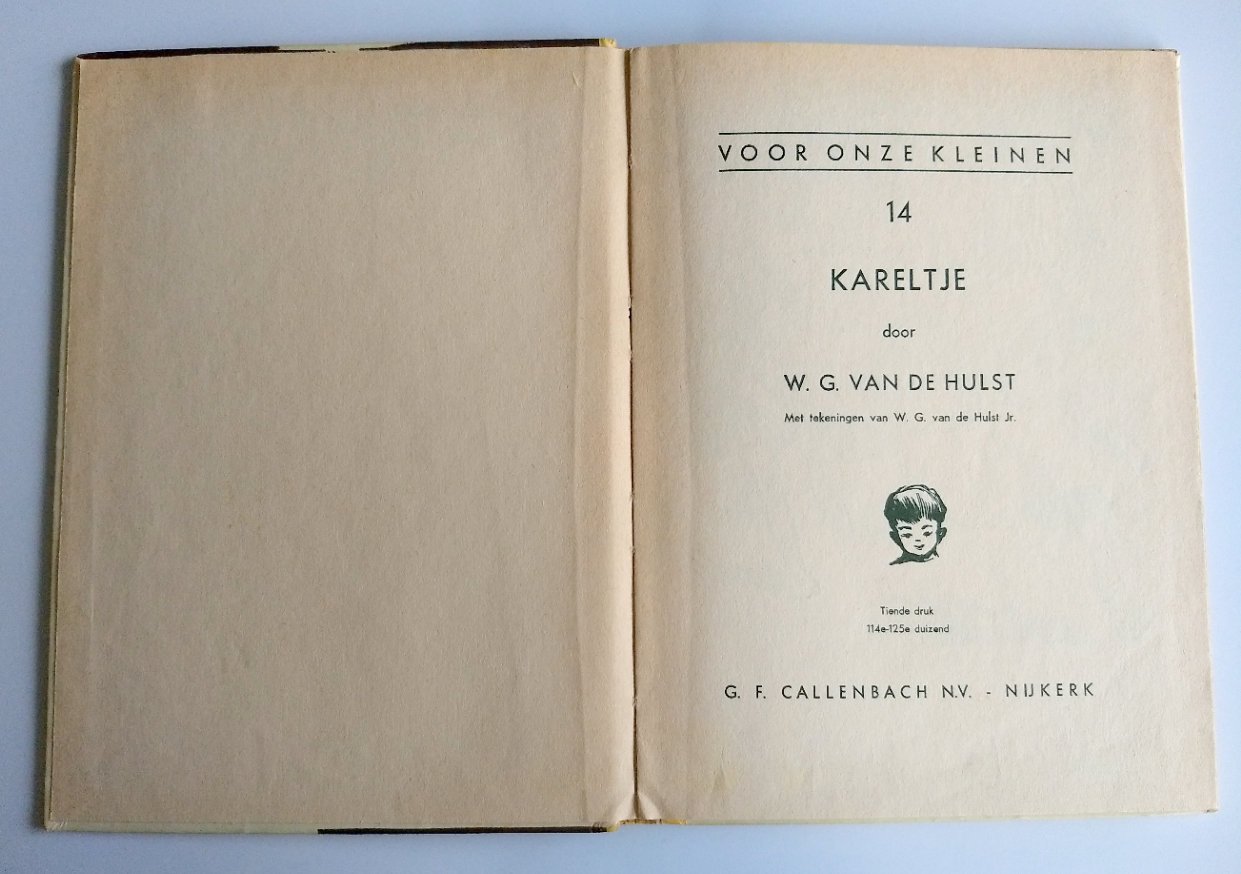 VOOR ONZE KLEINEN
14
KARELTJE
door
W. G. VAN DE HULST
Met tekeningen van W. G. van de Hulst Jr.
Tiende druk
114e-125e duizend
G. F. CALLENBACH N.V. - NIJKERK